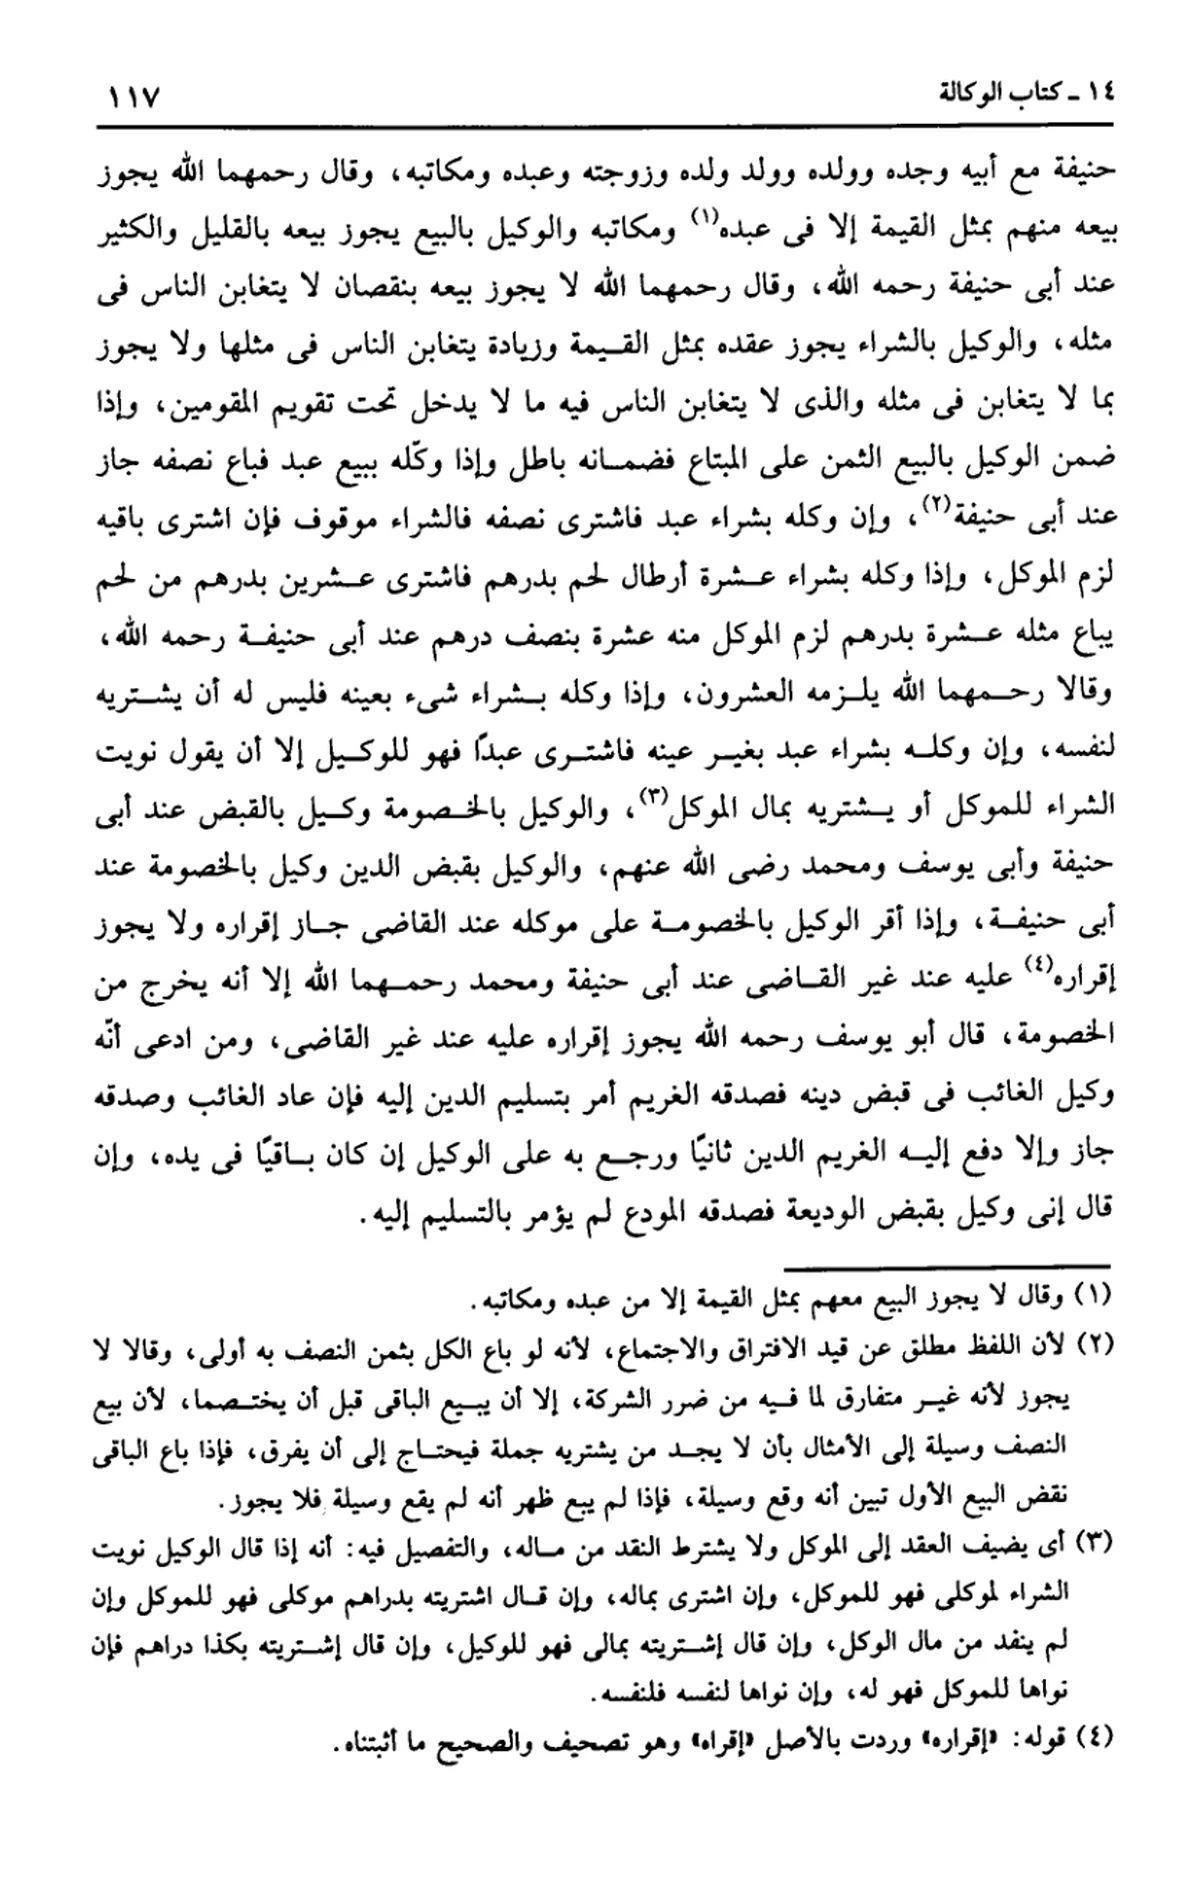 ١٤ - كتاب الوكالة
١١٧
حنيفة مع أبيه وجده وولده وولد ولده وزوجته وعبده ومكاتبه، وقال رحمهما الله يجوز
بيعه منهم بمثل القيمة إلا فى عبده(١) ومكاتبه والوكيل بالبيع يجوز بيعه بالقليل والكثير
عند أبى حنيفة رحمه الله، وقال رحمهما الله لا يجوز بيعه بنقصان لا يتغابن الناس فى
مثله، والوكيل بالشراء يجوز عقده بمثل القيمة وزيادة يتغابن الناس فى مثلها ولا يجوز
بما لا يتغابن فى مثله والذى لا يتغابن الناس فيه ما لا يدخل تحت تقويم المقومين، وإذا
ضمن الوكيل بالبيع الثمن على المبتاع فضمانه باطل وإذا وكّله ببيع عبد فباع نصفه جاز
عند أبى حنيفة(٢)، وإن وكله بشراء عبد فاشترى نصفه فالشراء موقوف فإن اشترى باقيه
لزم الموكل، وإذا وكله بشراء عشرة أرطال لحم بدرهم فاشترى عشرين بدرهم من لحم
يباع مثله عشرة بدرهم لزم الموكل منه عشرة بنصف درهم عند أبى حنيفة رحمه الله،
وقالا رحمهما الله يلزمه العشرون، وإذا وكله بشراء شىء بعينه فليس له أن يشتريه
لنفسه، وإن وكله بشراء عبد بغير عينه فاشترى عبدًا فهو للوكيل إلا أن يقول نويت
الشراء للموكل أو يشتريه بمال الموكل(٣)، والوكيل بالخصومة وكيل بالقبض عند أبى
حنيفة وأبى يوسف ومحمد رضى الله عنهم، والوكيل بقبض الدين وكيل بالخصومة عند
أبى حنيفة، وإذا أقر الوكيل بالخصومة على موكله عند القاضى جاز إقراره ولا يجوز
إقراره(٤) عليه عند غير القاضى عند أبى حنيفة ومحمد رحمهما الله إلا أنه يخرج من
الخصومة، قال أبو يوسف رحمه الله يجوز إقراره عليه عند غير القاضى، ومن ادعى أنّه
وكيل الغائب فى قبض دينه فصدقه الغريم أمر بتسليم الدين إليه فإن عاد الغائب وصدقه
جاز وإلا دفع إليه الغريم الدين ثانيًا ورجع به على الوكيل إن كان باقيًا فى يده، وإن
قال إنى وكيل بقبض الوديعة فصدقه المودع لم يؤمر بالتسليم إليه.
(١) وقال لا يجوز البيع معهم بمثل القيمة إلا من عبده ومكاتبه.
(٢) لأن اللفظ مطلق عن قيد الافتراق والاجتماع، لأنه لو باع الكل بثمن النصف به أولى، وقالا لا
يجوز لأنه غير متفارق لما فيه من ضرر الشركة، إلا أن يبيع الباقى قبل أن يختصما، لأن بيع
النصف وسيلة إلى الأمثال بأن لا يجد من يشتريه جملة فيحتاج إلى أن يفرق، فإذا باع الباقى
نقض البيع الأول تبين أنه وقع وسيلة، فإذا لم يبع ظهر أنه لم يقع وسيلة فلا يجوز.
(٣) أى يضيف العقد إلى الموكل ولا يشترط النقد من ماله، والتفصيل فيه: أنه إذا قال الوكيل نويت
الشراء لموكلى فهو للموكل، وإن اشترى بماله، وإن قال اشتريته بدراهم موكلى فهو للموكل وإن
لم ينفد من مال الوكل، وإن قال إشتريته بمالى فهو للوكيل، وإن قال إشتريته بكذا دراهم فإن
نواها للموكل فهو له، وإن نواها لنفسه فلنفسه.
(٤) قوله: «إقراره» وردت بالأصل «إقراه» وهو تصحيف والصحيح ما أثبتناه.